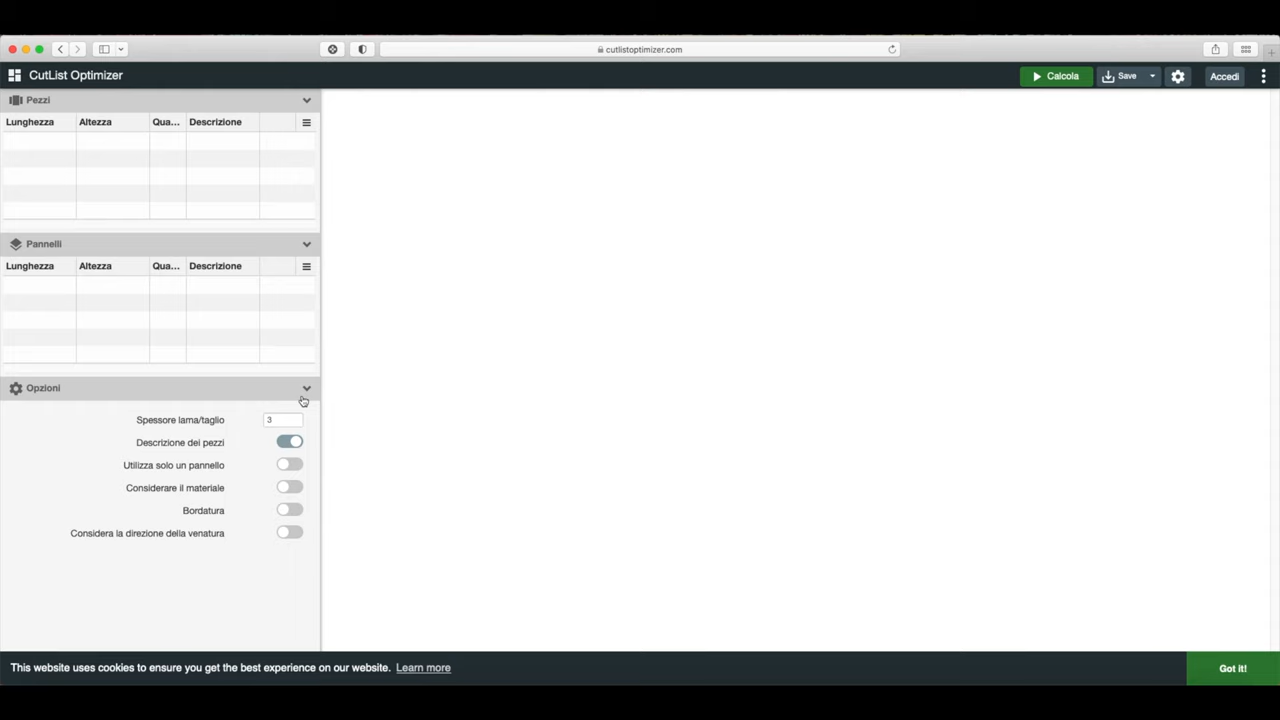 cutlistoptimizer.com
CutList Optimizer
Calcola
Save
Accedi
Pezzi
Lunghezza Altezza Qua... Descrizione
Pannelli
Lunghezza Altezza Qua... Descrizione
Opzioni
Spessore lama/taglio 3
Descrizione dei pezzi
Utilizza solo un pannello
Considerare il materiale
Bordatura
Considera la direzione della venatura
This website uses cookies to ensure you get the best experience on our website. Learn more
Got it!